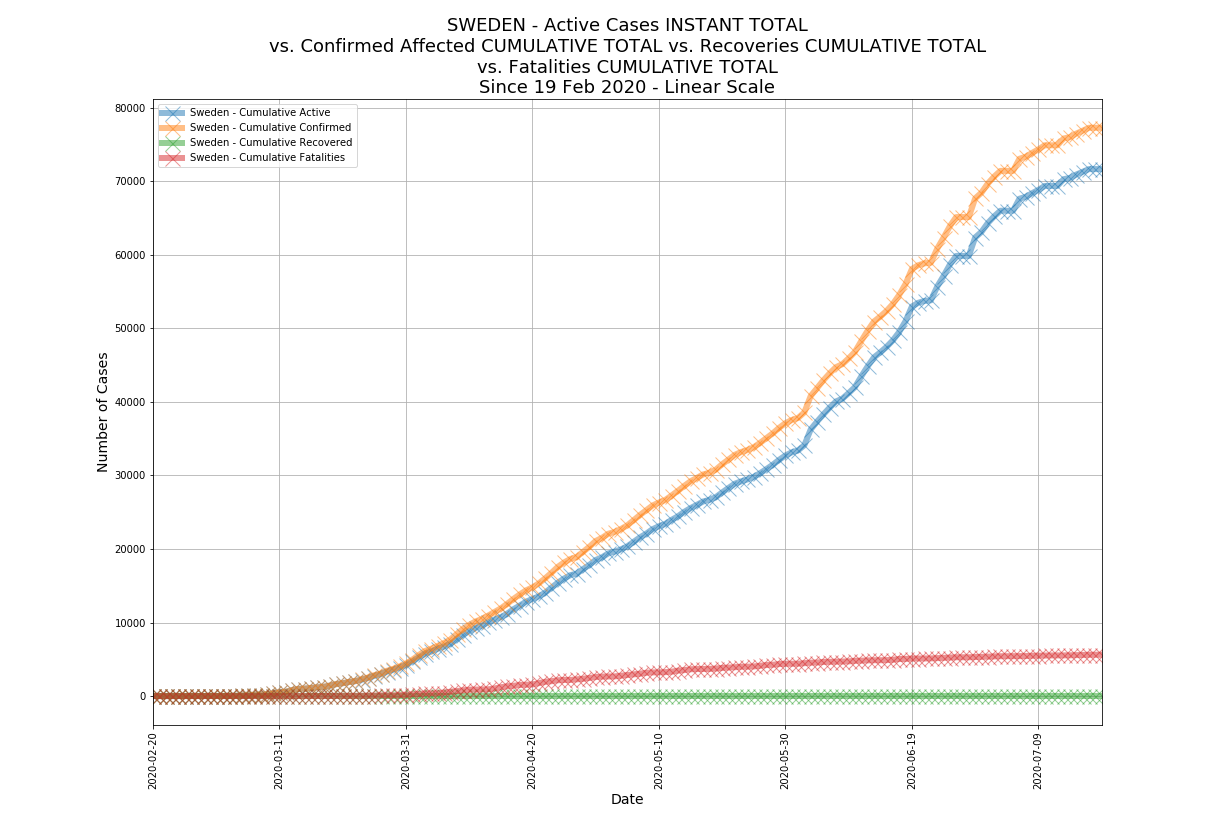 SWEDEN - Active Cases INSTANT TOTAL
vs. Confirmed Affected CUMULATIVE TOTAL vs. Recoveries CUMULATIVE TOTAL
vs. Fatalities CUMULATIVE TOTAL
Since 19 Feb 2020 - Linear Scale
Sweden - Cumulative Active
Sweden - Cumulative Confirmed
Sweden - Cumulative Recovered
Sweden - Cumulative Fatalities
Number of Cases
80000
70000
60000
50000
40000
30000
20000
10000
0
2020-02-20
2020-03-11
2020-03-31
2020-04-20
2020-05-10
2020-05-30
2020-06-19
2020-07-09
Date